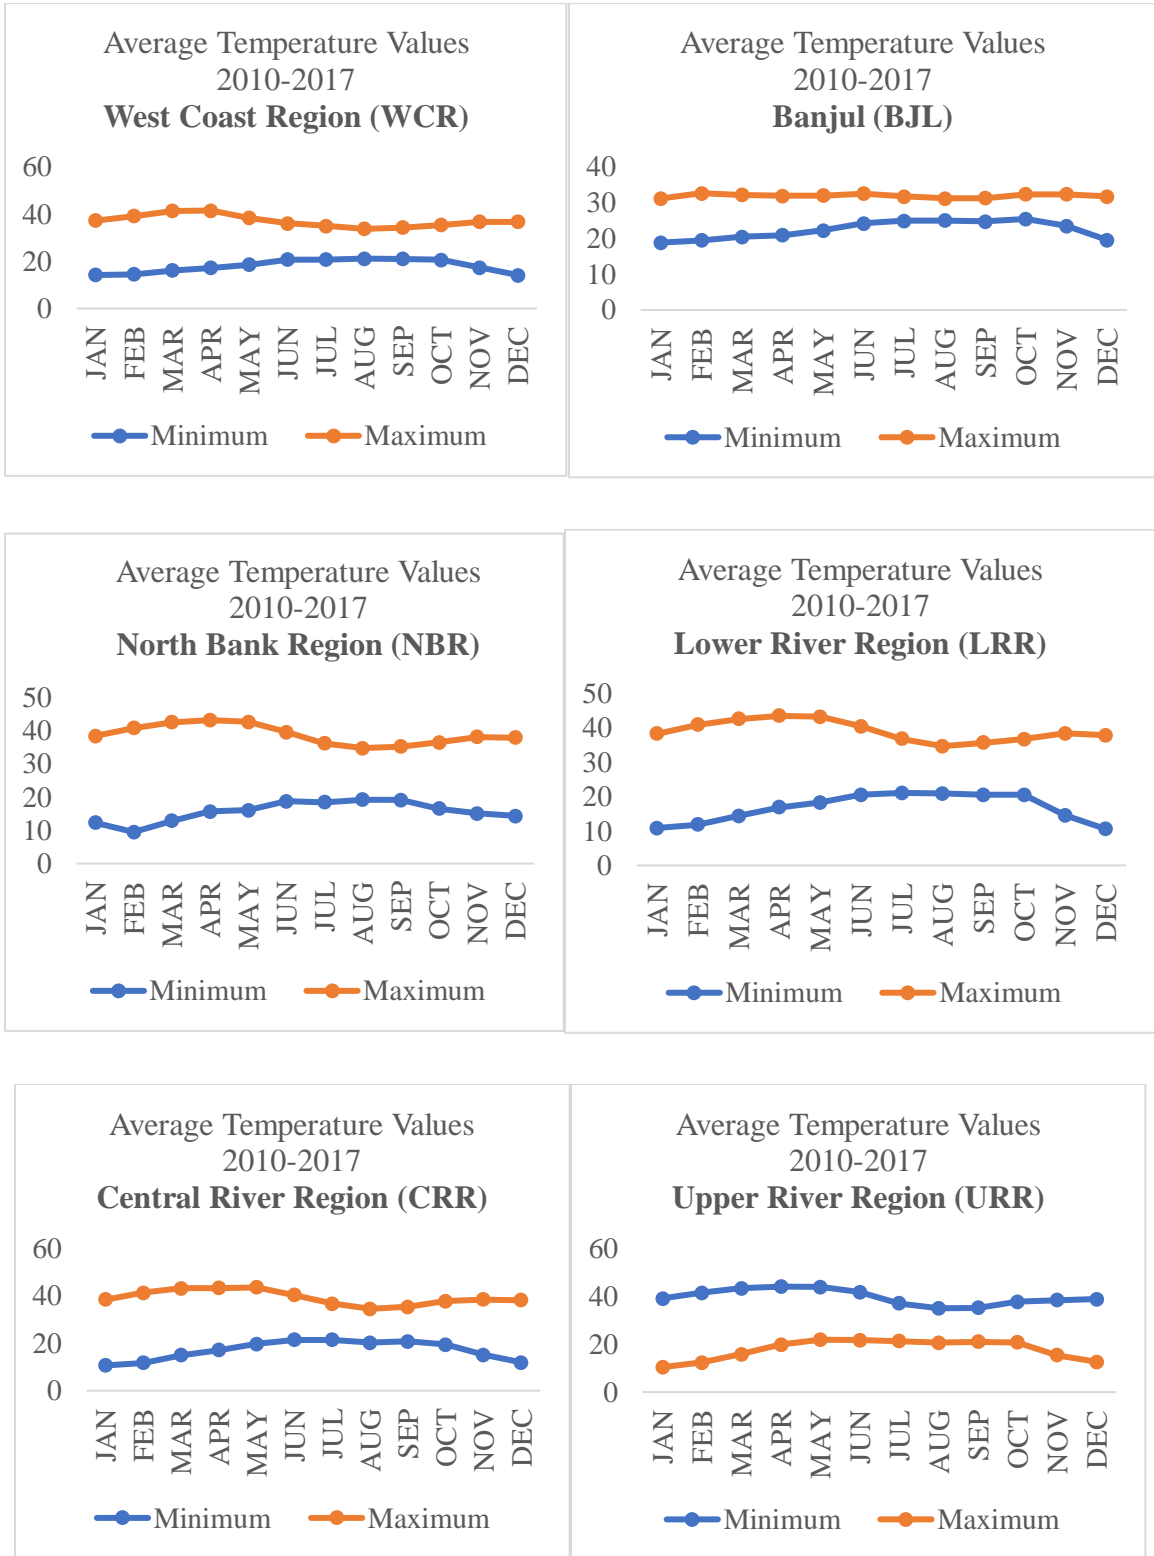 Average Temperature Values
2010-2017
West Coast Region (WCR)
60
40
20
0
JAN
FEB
MAR
APR
MAY
JUN
JUL
AUG
SEP
OCT
NOV
DEC
Minimum Maximum
Average Temperature Values
2010-2017
Banjul (BJL)
40
30
20
10
0
JAN
FEB
MAR
APR
MAY
JUN
JUL
AUG
SEP
OCT
NOV
DEC
Minimum Maximum
Average Temperature Values
2010-2017
North Bank Region (NBR)
50
40
30
20
10
0
JAN
FEB
MAR
APR
MAY
JUN
JUL
AUG
SEP
OCT
NOV
DEC
Minimum Maximum
Average Temperature Values
2010-2017
Lower River Region (LRR)
50
40
30
20
10
0
JAN
FEB
MAR
APR
MAY
JUN
JUL
AUG
SEP
OCT
NOV
DEC
Minimum Maximum
Average Temperature Values
2010-2017
Central River Region (CRR)
60
40
20
0
JAN
FEB
MAR
APR
MAY
JUN
JUL
AUG
SEP
OCT
NOV
DEC
Minimum Maximum
Average Temperature Values
2010-2017
Upper River Region (URR)
60
40
20
0
JAN
FEB
MAR
APR
MAY
JUN
JUL
AUG
SEP
OCT
NOV
DEC
Minimum Maximum